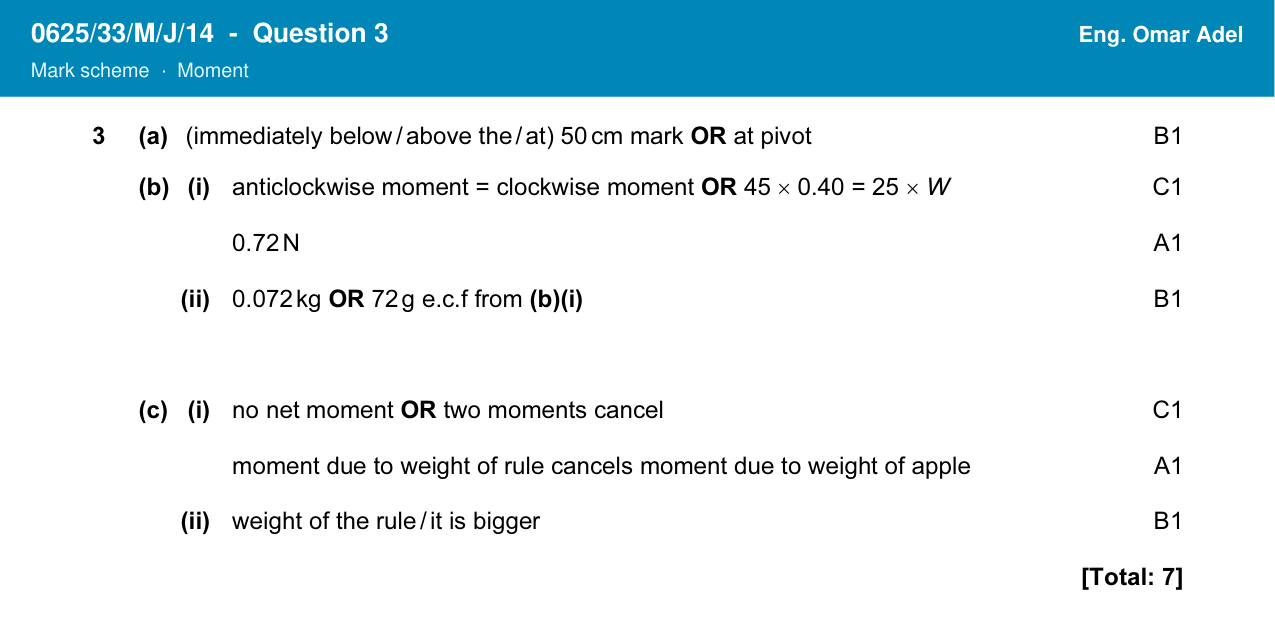 0625/33/M/J/14 - Question 3
Eng. Omar Adel
Mark scheme · Moment
3 (a) (immediately below/above the/at) 50 cm mark OR at pivot B1
(b) (i) anticlockwise moment = clockwise moment OR 45 × 0.40 = 25 × W C1
0.72 N A1
(ii) 0.072 kg OR 72 g e.c.f from (b)(i) B1
(c) (i) no net moment OR two moments cancel C1
moment due to weight of rule cancels moment due to weight of apple A1
(ii) weight of the rule/it is bigger B1
[Total: 7]